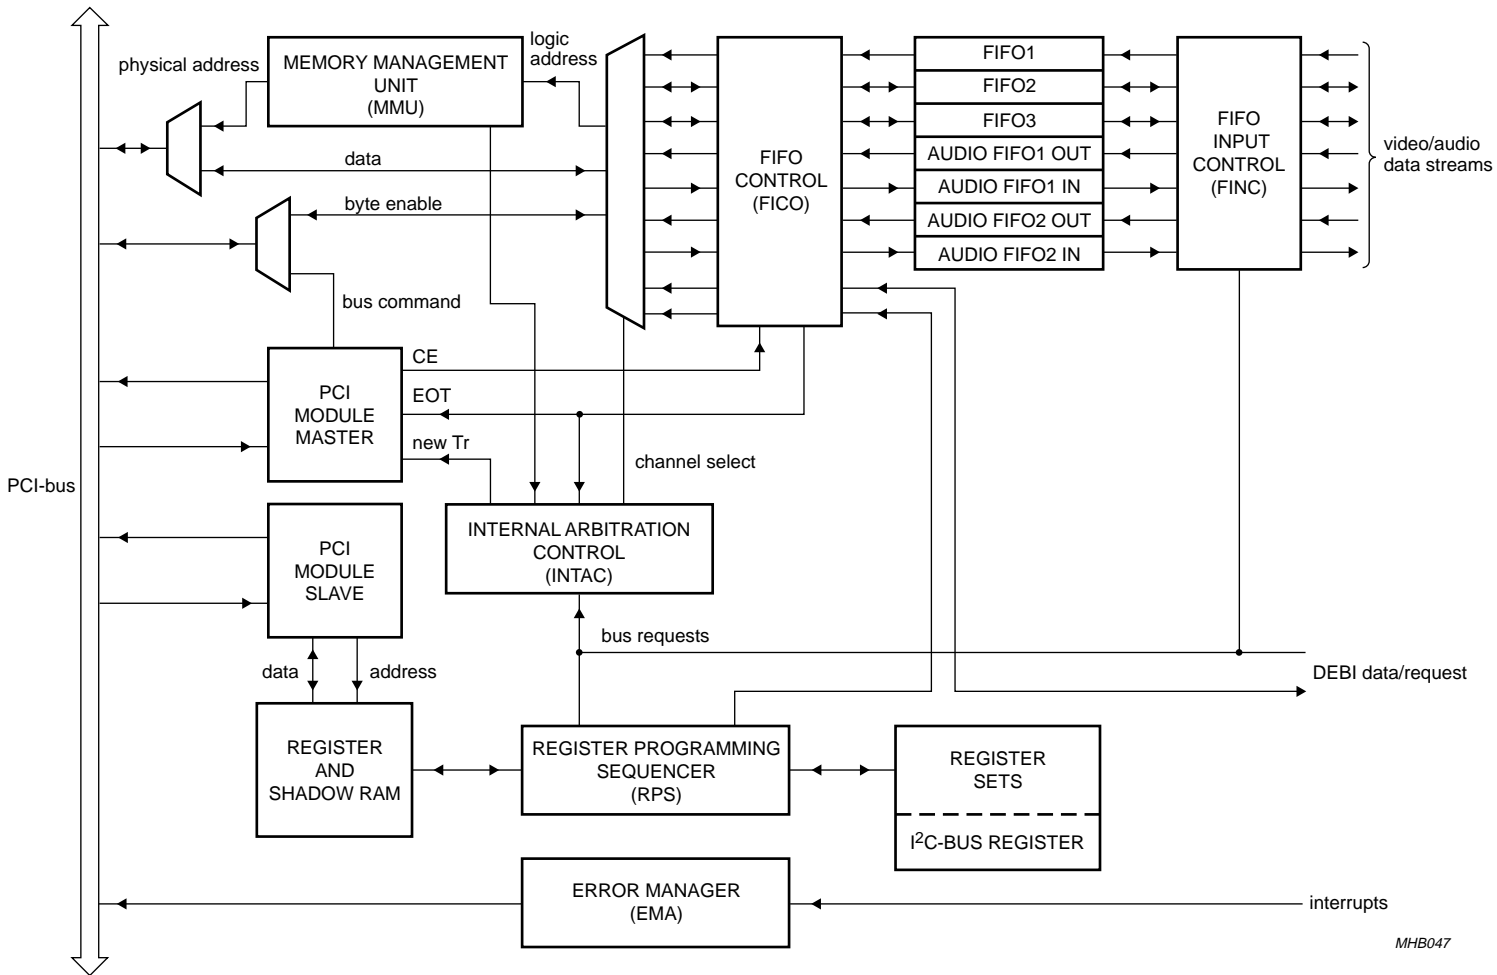 PCI-bus
physical address
MEMORY MANAGEMENT
UNIT
(MMU)
logic
address
data
byte enable
bus command
FIFO
CONTROL
(FICO)
FIFO1
FIFO2
FIFO3
AUDIO FIFO1 OUT
AUDIO FIFO1 IN
AUDIO FIFO2 OUT
AUDIO FIFO2 IN
FIFO
INPUT
CONTROL
(FINC)
video/audio
data streams
PCI
MODULE
MASTER
CE
EOT
new Tr
channel select
INTERNAL ARBITRATION
CONTROL
(INTAC)
PCI
MODULE
SLAVE
bus requests
data
address
DEBI data/request
REGISTER
AND
SHADOW RAM
REGISTER PROGRAMMING
SEQUENCER
(RPS)
REGISTER
SETS
I²C-BUS REGISTER
ERROR MANAGER
(EMA)
interrupts
MHB047